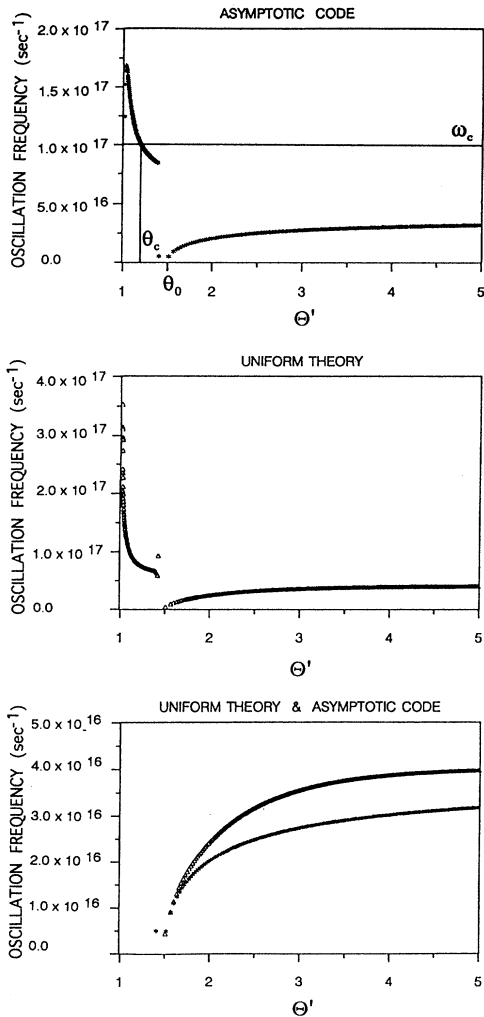 ASYMPTOTIC CODE
OSCILLATION FREQUENCY (sec⁻¹)
2.0 x 10 17
1.5 x 10 17
1.0 x 10 17
5.0 x 10 16
0.0
ω_c
θ_c
θ_0
1 2 3 4 5
Θ'
UNIFORM THEORY
OSCILLATION FREQUENCY (sec⁻¹)
4.0 x 10 17
3.0 x 10 17
2.0 x 10 17
1.0 x 10 17
0.0
1 2 3 4 5
Θ'
UNIFORM THEORY & ASYMPTOTIC CODE
OSCILLATION FREQUENCY (sec⁻¹)
5.0 x 10 16
4.0 x 10 16
3.0 x 10 16
2.0 x 10 16
1.0 x 10 16
0.0
1 2 3 4 5
Θ'